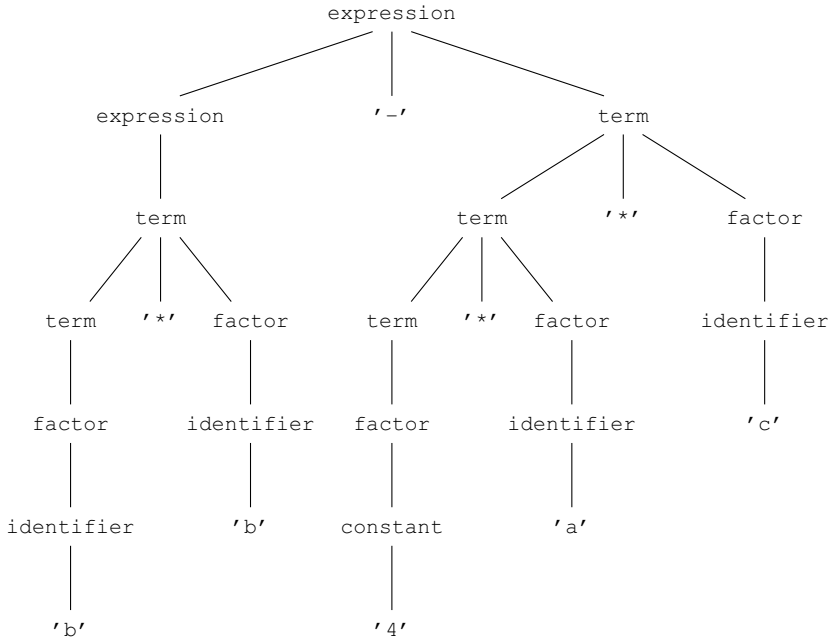 expression
expression '-' term
term term '*' factor
term '*' factor term '*' factor identifier
factor identifier factor identifier 'c'
identifier 'b' constant 'a'
'b' '4'